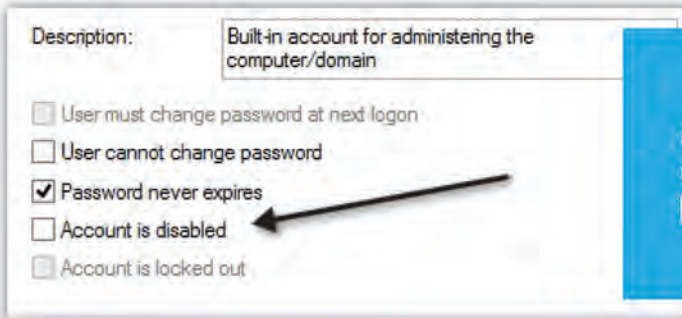 Description:
Built-in account for administering the
computer/domain
User must change password at next logon
User cannot change password
Password never expires
Account is disabled
Account is locked out